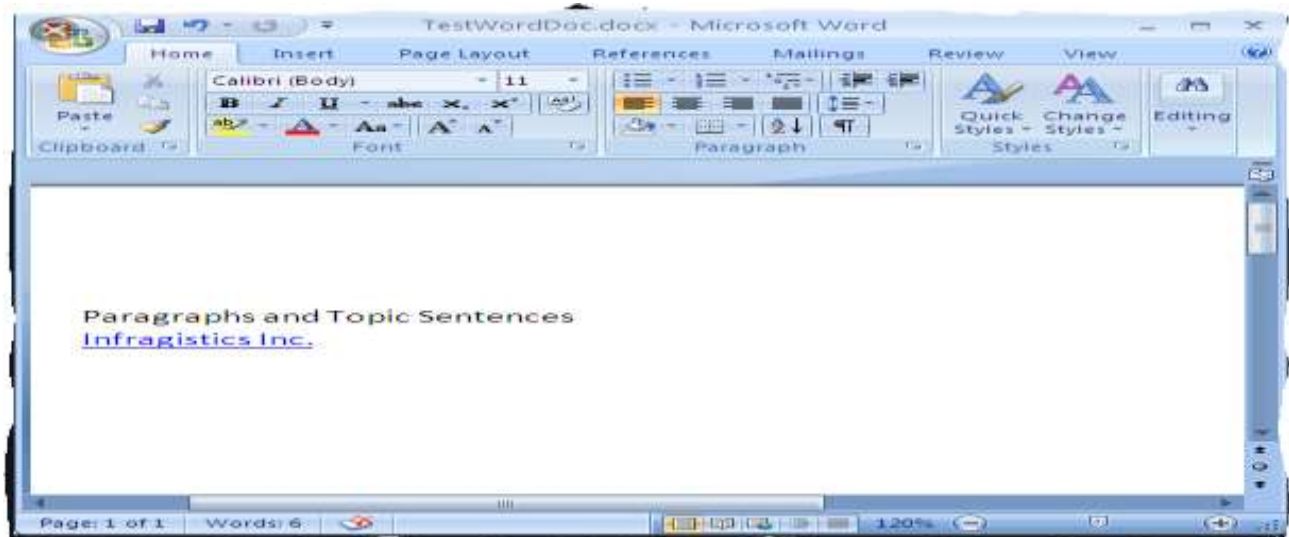 TestWordDoc.docx - Microsoft Word
Home Insert Page Layout References Mailings Review View
Calibri (Body) 11
Paste
Quick Styles
Change Styles
Editing
Clipboard Font Paragraph Styles
Paragraphs and Topic Sentences
Infragistics Inc.
Page: 1 of 1 Words: 6 120%